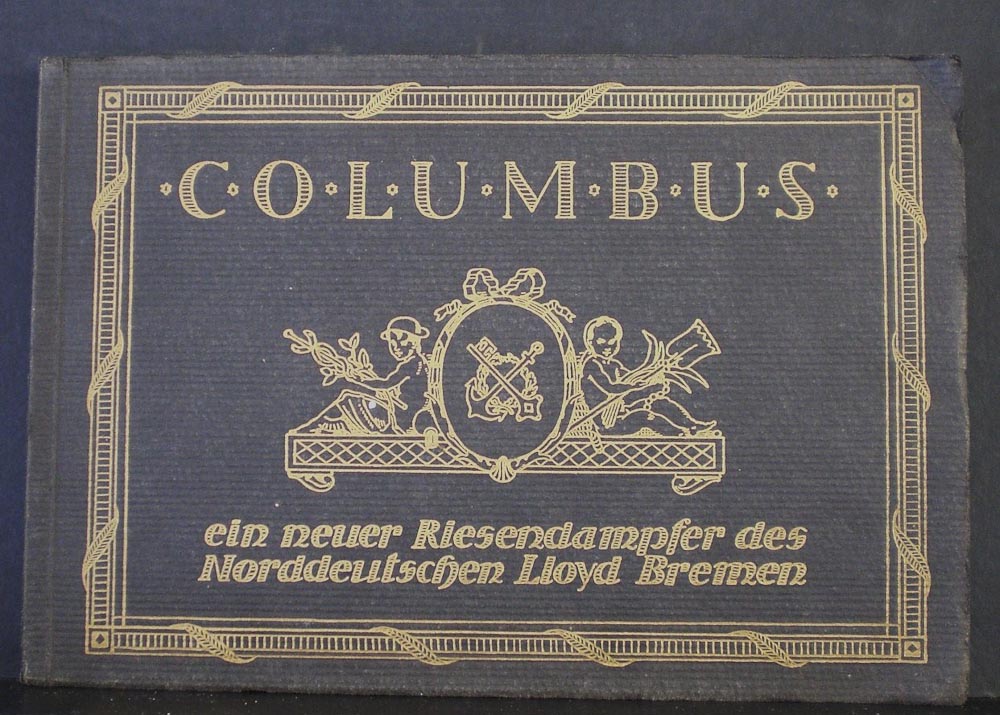 ·C·O·L·U·M·B·U·S·
ein neuer Riesendampfer des
Norddeutschen Lloyd Bremen